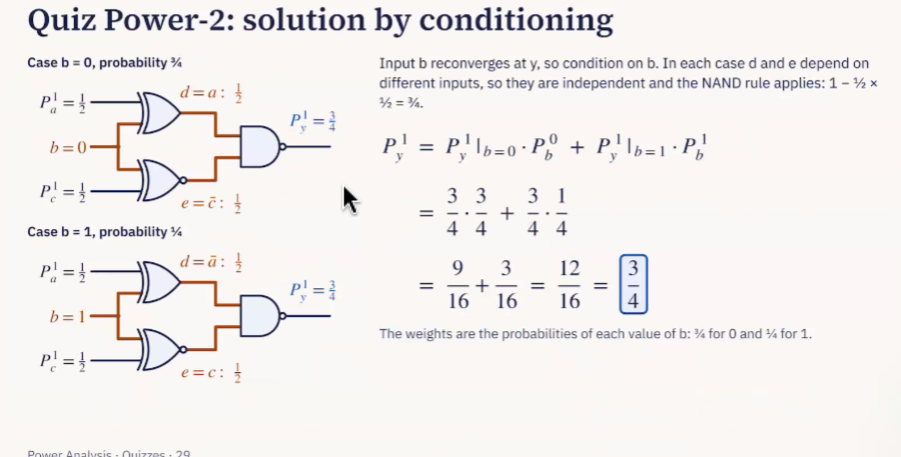 Quiz Power-2: solution by conditioning
Case b = 0, probability ¾
P_a^1 = 1/2
d = a : 1/2
b = 0
P_y^1 = 3/4
P_c^1 = 1/2
e = c̄ : 1/2
Case b = 1, probability ¼
P_a^1 = 1/2
d = ā : 1/2
b = 1
P_y^1 = 3/4
P_c^1 = 1/2
e = c : 1/2
Input b reconverges at y, so condition on b. In each case d and e depend on
different inputs, so they are independent and the NAND rule applies: 1 – ½ ×
½ = ¾.
P_y^1 = P_y^1|b=0 · P_b^0 + P_y^1|b=1 · P_b^1
= 3/4 · 3/4 + 3/4 · 1/4
= 9/16 + 3/16 = 12/16 = 3/4
The weights are the probabilities of each value of b: ¾ for 0 and ¼ for 1.
Power Analysis · Quizzes · 29